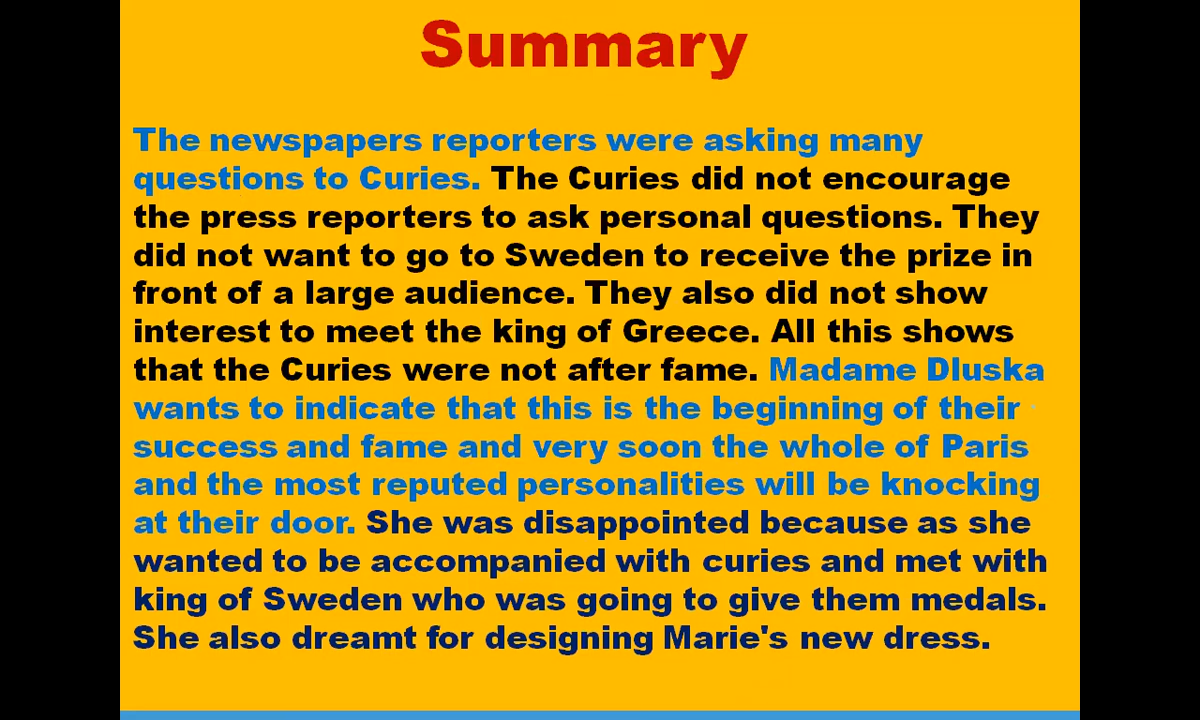 Summary
The newspapers reporters were asking many
questions to Curies. The Curies did not encourage
the press reporters to ask personal questions. They
did not want to go to Sweden to receive the prize in
front of a large audience. They also did not show
interest to meet the king of Greece. All this shows
that the Curies were not after fame. Madame Dluska
wants to indicate that this is the beginning of their
success and fame and very soon the whole of Paris
and the most reputed personalities will be knocking
at their door. She was disappointed because as she
wanted to be accompanied with curies and met with
king of Sweden who was going to give them medals.
She also dreamt for designing Marie's new dress.